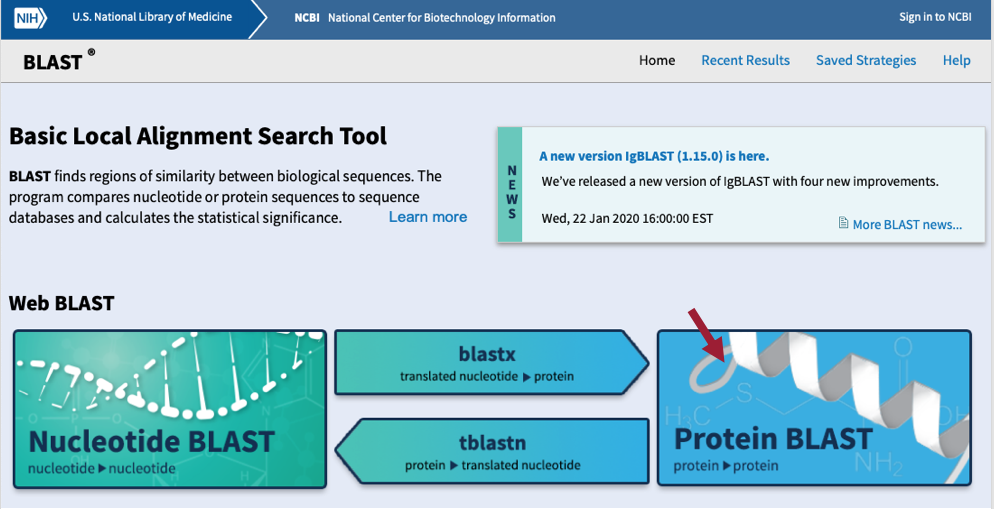 NIH U.S. National Library of Medicine NCBI National Center for Biotechnology Information Sign in to NCBI
BLAST ® Home Recent Results Saved Strategies Help
Basic Local Alignment Search Tool
BLAST finds regions of similarity between biological sequences. The
program compares nucleotide or protein sequences to sequence
databases and calculates the statistical significance. Learn more
NEWS
A new version IgBLAST (1.15.0) is here.
We've released a new version of IgBLAST with four new improvements.
Wed, 22 Jan 2020 16:00:00 EST
More BLAST news...
Web BLAST
Nucleotide BLAST
nucleotide ▶ nucleotide
blastx
translated nucleotide ▶ protein
tblastn
protein ▶ translated nucleotide
H₃C
S
O
OH
NH₂
Protein BLAST
protein ▶ protein